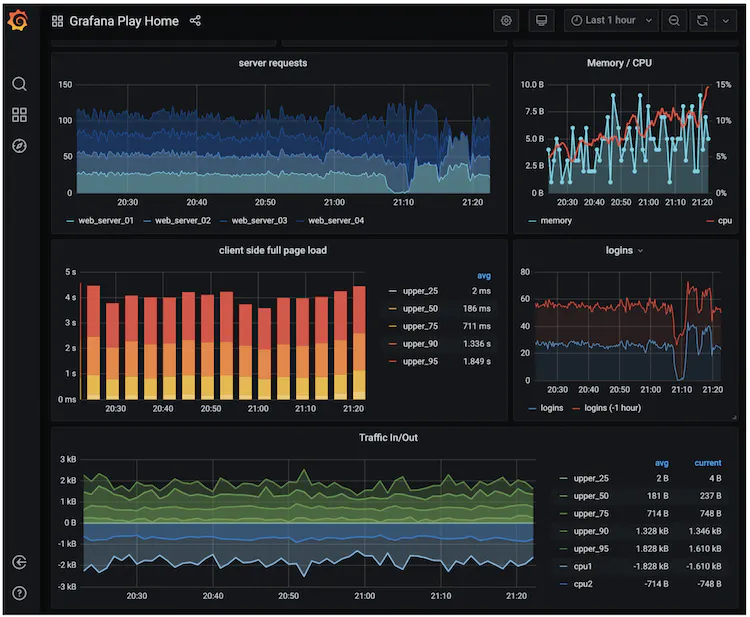 Grafana Play Home
Last 1 hour
server requests
150
100
50
0
20:30 20:40 20:50 21:00 21:10 21:20
web_server_01 web_server_02 web_server_03 web_server_04
Memory / CPU
10.0 B 15%
7.5 B 10%
5.0 B
2.5 B 5%
0 B 0%
20:30 20:40 20:50 21:00 21:10 21:20
memory cpu
client side full page load
5 s
4 s
3 s
2 s
1 s
0 ms
20:30 20:40 20:50 21:00 21:10 21:20
avg
upper_25 2 ms
upper_50 186 ms
upper_75 711 ms
upper_90 1.336 s
upper_95 1.849 s
logins
80
60
40
20
0
20:30 20:40 20:50 21:00 21:10 21:20
logins logins (-1 hour)
Traffic In/Out
3 kB
2 kB
1 kB
0 B
-1 kB
-2 kB
-3 kB
20:30 20:40 20:50 21:00 21:10 21:20
avg current
upper_25 2 B 4 B
upper_50 181 B 237 B
upper_75 714 B 748 B
upper_90 1.328 kB 1.346 kB
upper_95 1.828 kB 1.610 kB
cpu1 -1.828 kB -1.610 kB
cpu2 -714 B -748 B